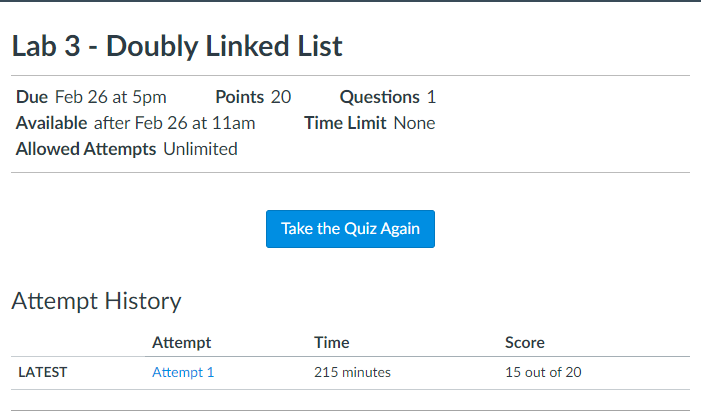 Lab 3 - Doubly Linked List
Due Feb 26 at 5pm Points 20 Questions 1
Available after Feb 26 at 11am Time Limit None
Allowed Attempts Unlimited
Take the Quiz Again
Attempt History
Attempt Time Score
LATEST Attempt 1 215 minutes 15 out of 20